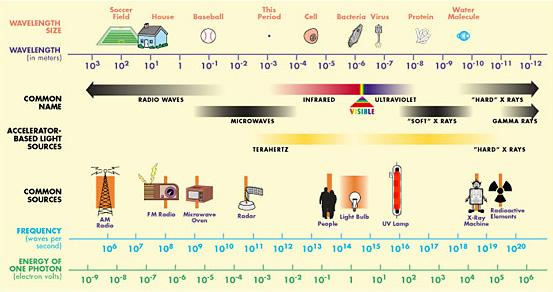 WAVELENGTH SIZE
Soccer Field
House
Baseball
This Period
Cell
Bacteria
Virus
Protein
Water Molecule
WAVELENGTH (in meters)
10³ 10² 10¹ 1 10⁻¹ 10⁻² 10⁻³ 10⁻⁴ 10⁻⁵ 10⁻⁶ 10⁻⁷ 10⁻⁸ 10⁻⁹ 10⁻¹⁰ 10⁻¹¹ 10⁻¹²
COMMON NAME
RADIO WAVES
INFRARED
ULTRAVIOLET
"HARD" X RAYS
MICROWAVES
VISIBLE
"SOFT" X RAYS
GAMMA RAYS
ACCELERATOR-BASED LIGHT SOURCES
TERAHERTZ
"HARD" X RAYS
COMMON SOURCES
AM Radio
FM Radio
Microwave Oven
Radar
People
Light Bulb
UV Lamp
X-Ray Machine
Radioactive Elements
FREQUENCY (waves per second)
10⁶ 10⁷ 10⁸ 10⁹ 10¹⁰ 10¹¹ 10¹² 10¹³ 10¹⁴ 10¹⁵ 10¹⁶ 10¹⁷ 10¹⁸ 10¹⁹ 10²⁰
ENERGY OF ONE PHOTON (electron volts)
10⁻⁹ 10⁻⁸ 10⁻⁷ 10⁻⁶ 10⁻⁵ 10⁻⁴ 10⁻³ 10⁻² 10⁻¹ 1 10¹ 10² 10³ 10⁴ 10⁵ 10⁶